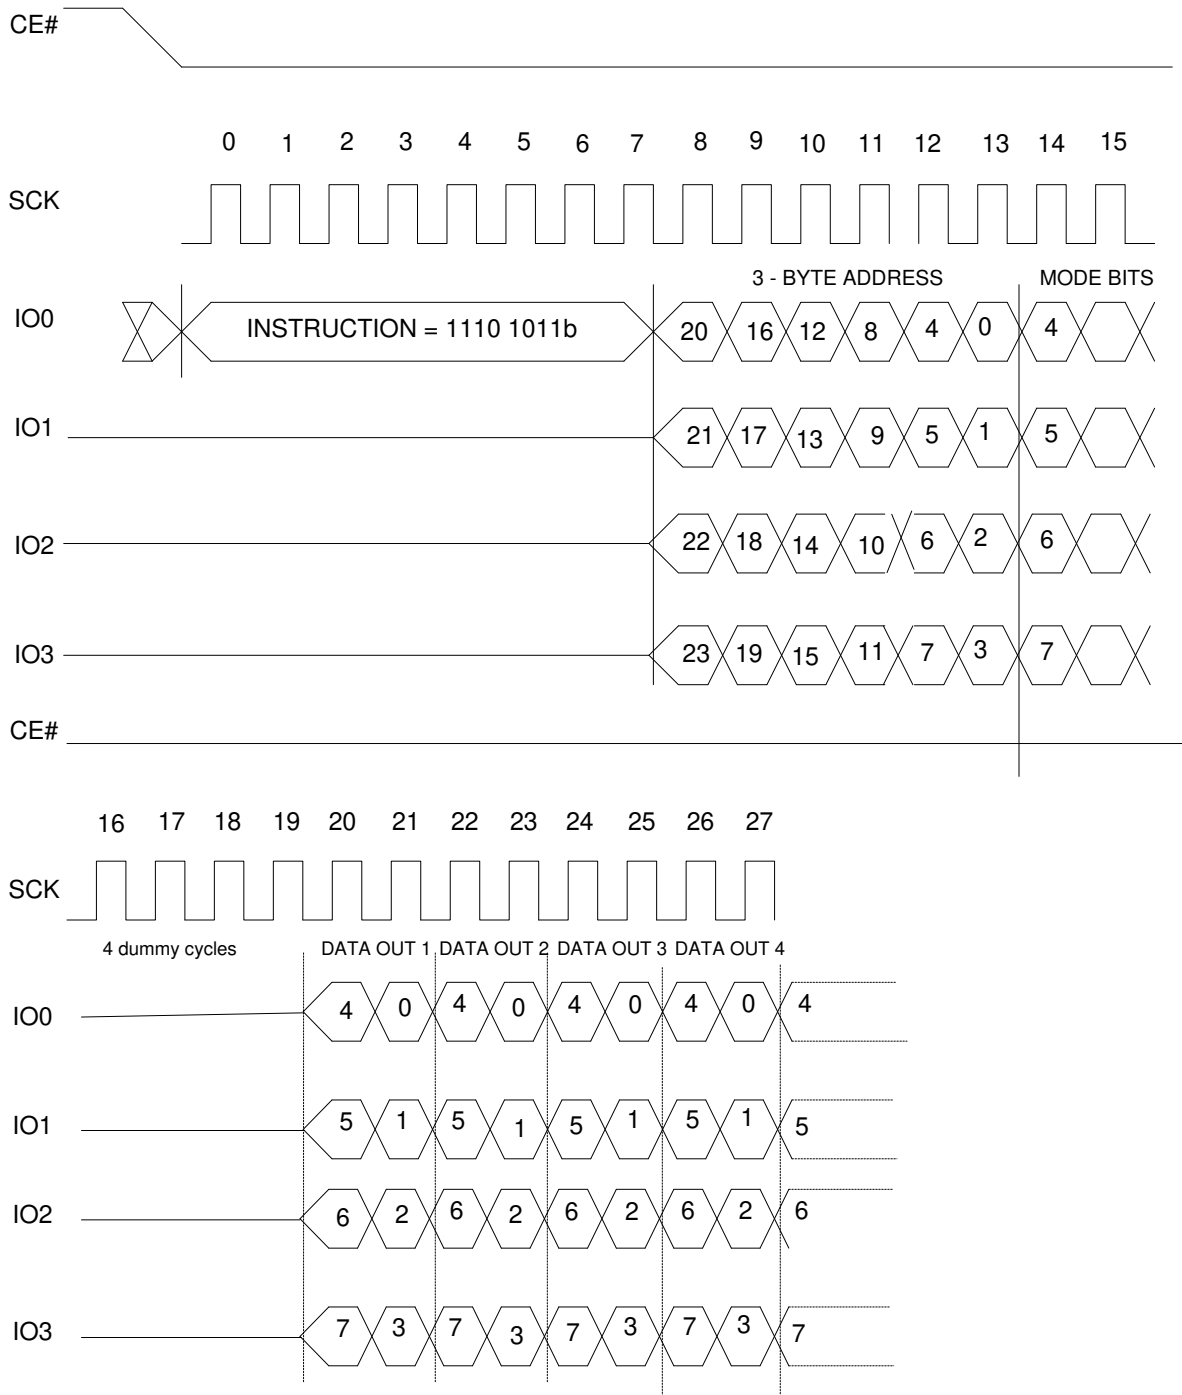 CE#
0 1 2 3 4 5 6 7 8 9 10 11 12 13 14 15
SCK
3 - BYTE ADDRESS MODE BITS
IO0 INSTRUCTION = 1110 1011b 20 16 12 8 4 0 4
IO1 21 17 13 9 5 1 5
IO2 22 18 14 10 6 2 6
IO3 23 19 15 11 7 3 7
CE#
16 17 18 19 20 21 22 23 24 25 26 27
SCK
4 dummy cycles DATA OUT 1 DATA OUT 2 DATA OUT 3 DATA OUT 4
IO0 4 0 4 0 4 0 4 0 4
IO1 5 1 5 1 5 1 5 1 5
IO2 6 2 6 2 6 2 6 2 6
IO3 7 3 7 3 7 3 7 3 7